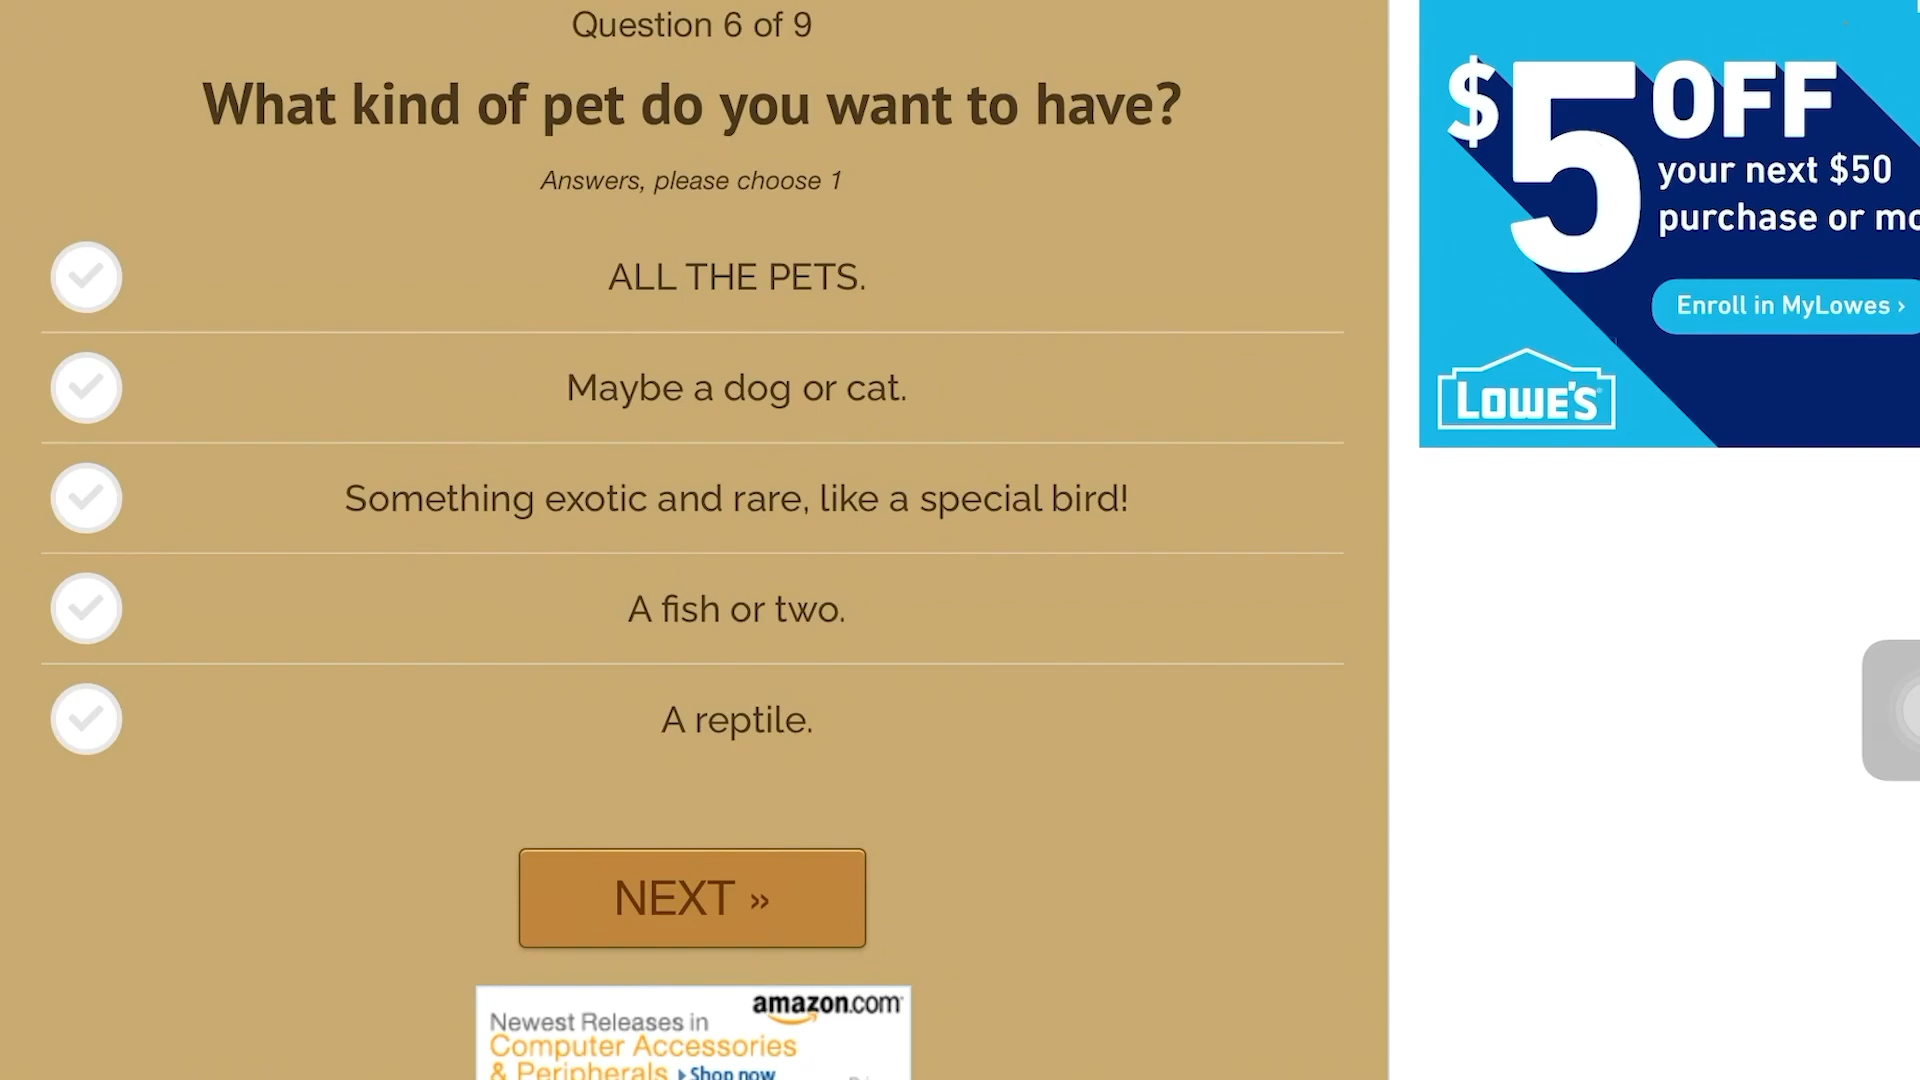 Question 6 of 9
What kind of pet do you want to have?
Answers, please choose 1
ALL THE PETS.
Maybe a dog or cat.
Something exotic and rare, like a special bird!
A fish or two.
A reptile.
NEXT »
amazon.com
Newest Releases in
Computer Accessories
& Peripherals
Shop now
$5 OFF
your next $50
purchase or mo
Enroll in MyLowes ›
LOWE'S